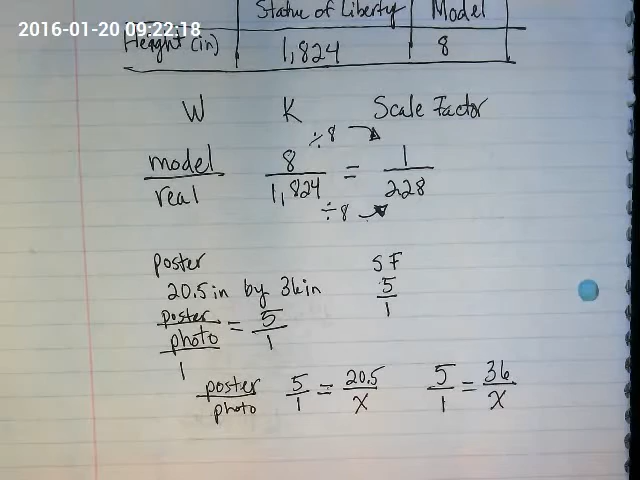 Statue of Liberty Model
2016-01-20 09:22:18
Height (in) 1,824 8
W K Scale Factor
÷8
model 8 = 1
real 1,824 228
÷8
poster SF
20.5 in by 36 in 5
1
poster = 5
photo 1
1
poster 5 = 20.5 5 = 36
photo 1 x 1 x